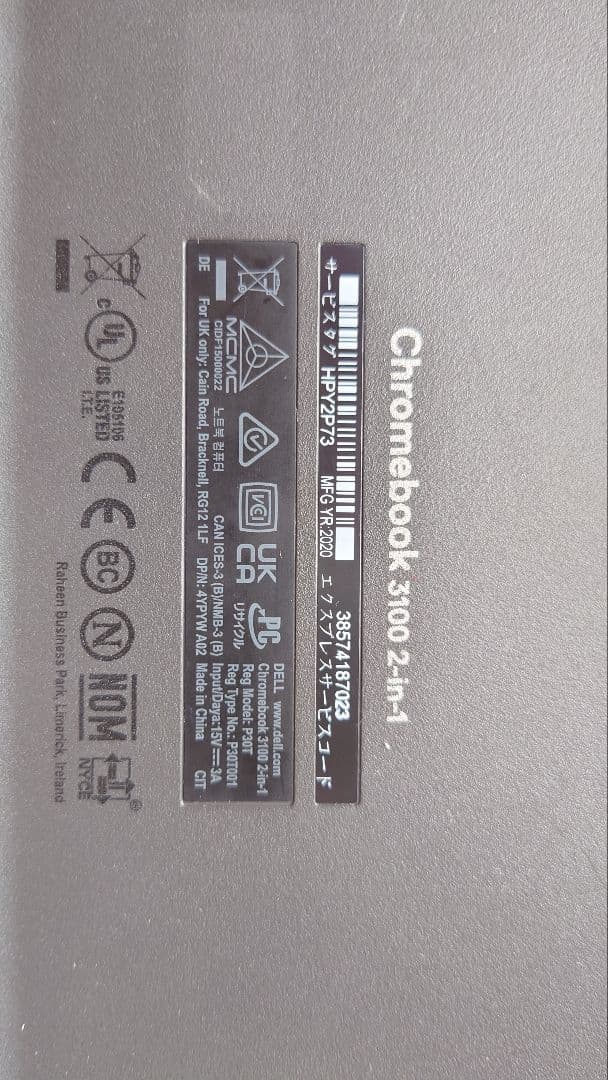 Chromebook 3100 2-in-1
38574187023
サービスタグ HPY2P73 MFG YR:2020 エクスプレスサービスコード
DELL www.dell.com
Chromebook 3100 2-in-1
Reg Model: P30T
Reg Type No.: P30T001
Input/Daya:15V⎓3A
Made in China CIT
PC
リサイクル
UK
CA
VCI
MCMC
CIDF15000022
노트북 컴퓨터
CAN ICES-3 (B)/NMB-3 (B)
DE For UK only: Cain Road, Bracknell, RG12 1LF DP/N: 4YPYW A02
c UL US LISTED
E105106
I.T.E.
CE
BC
N
NOM
NYCE
®
Raheen Business Park, Limerick, Ireland